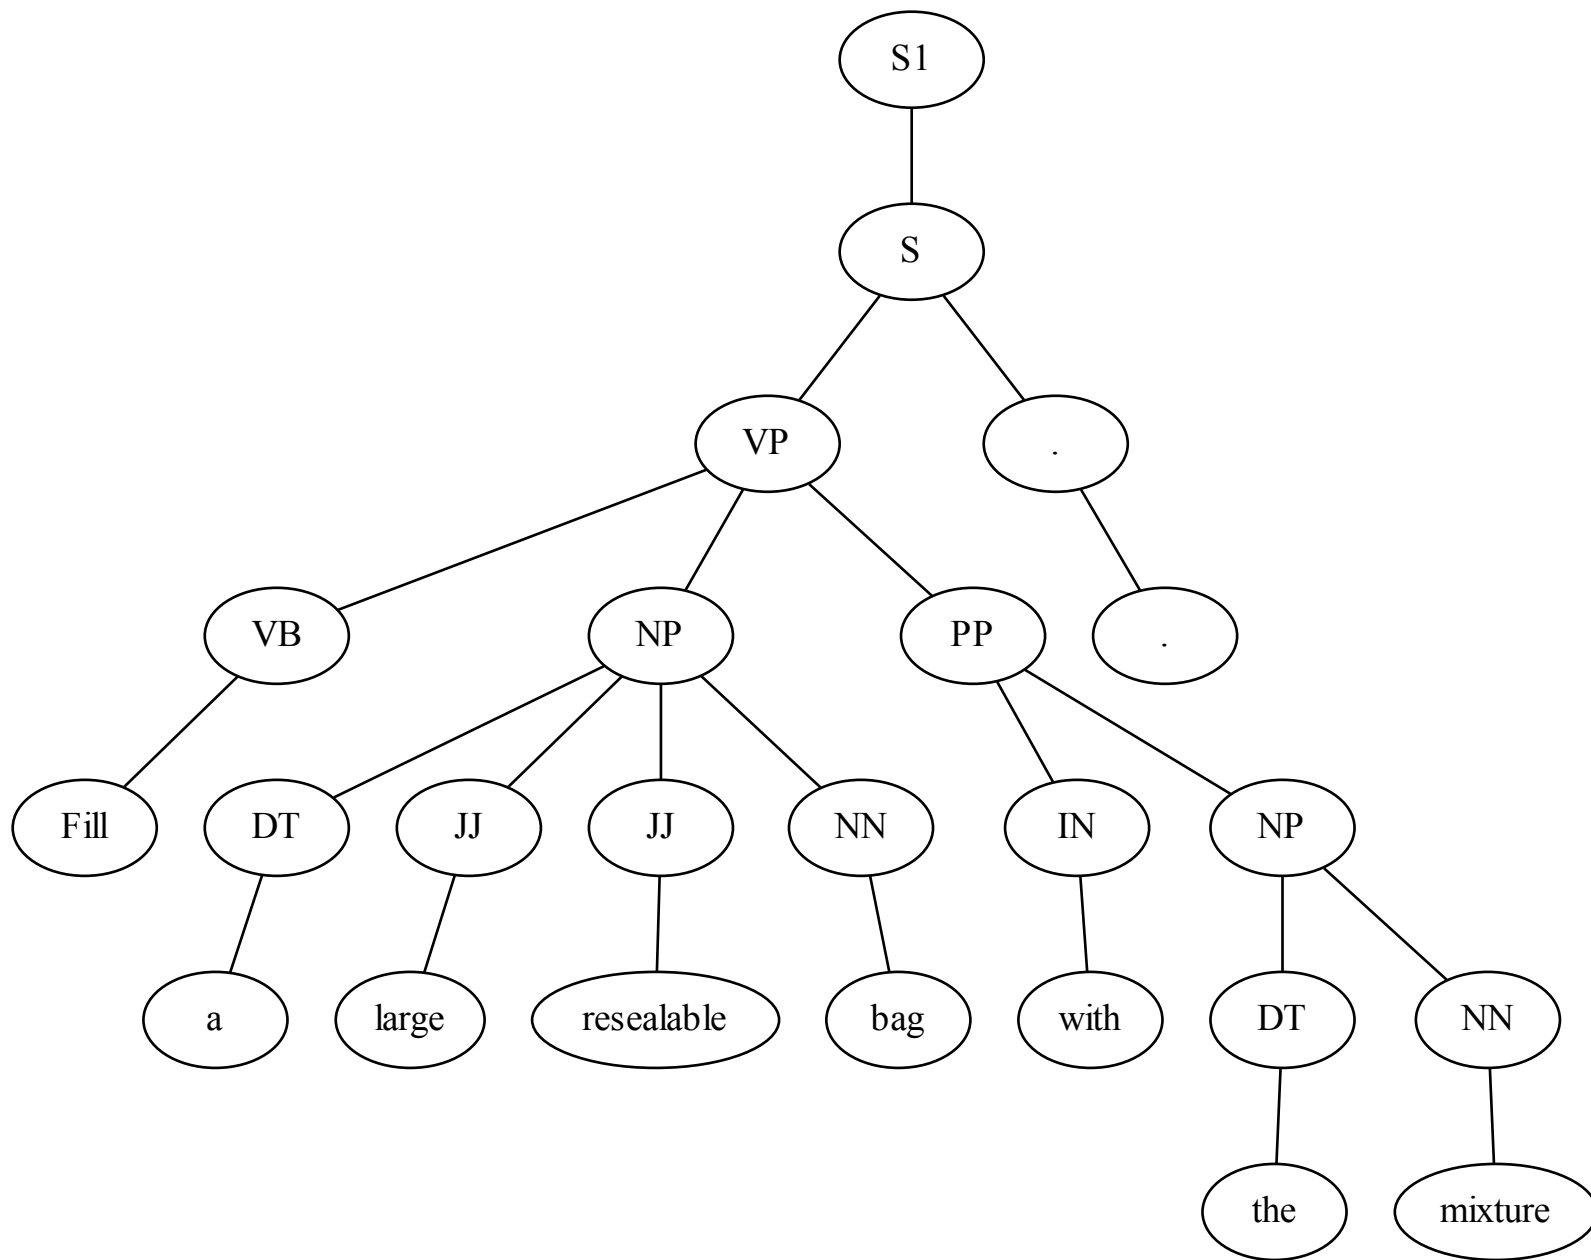 S1
S
VP .
VB NP PP .
Fill DT JJ JJ NN IN NP
a large resealable bag with DT NN
the mixture